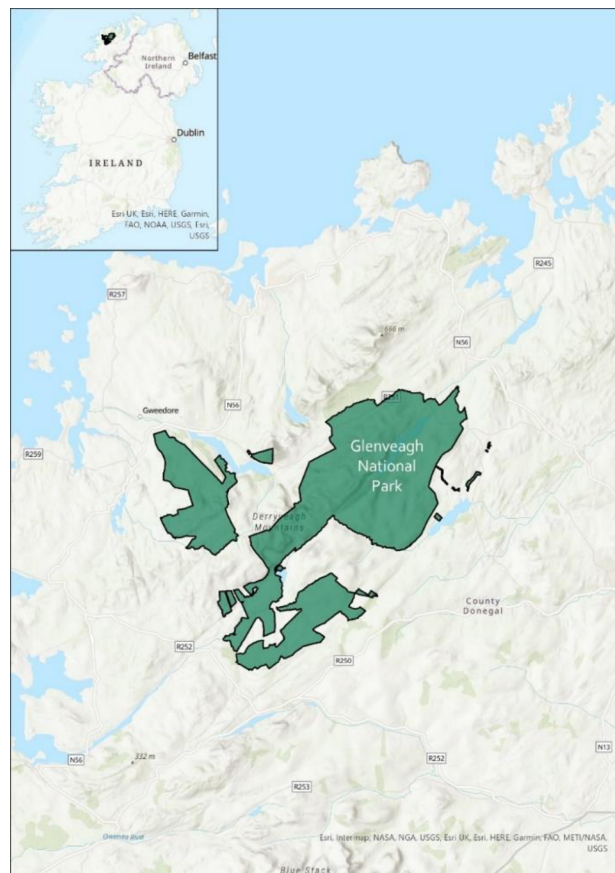 Northern
Ireland
Belfast
Dublin
IRELAND
Esri UK, Esri, HERE, Garmin,
FAO, NOAA, USGS, Esri,
USGS
R245
R257
666 m
N56
N56
Gweedore
R259
Glenveagh
National
Park
Derryveagh
Mountains
County
Donegal
R252
R250
N56
332 m
R252
N13
R253
Esri, Intermap, NASA, NGA, USGS, Esri UK, Esri, HERE, Garmin, FAO, METI/NASA,
USGS
Blue Stack